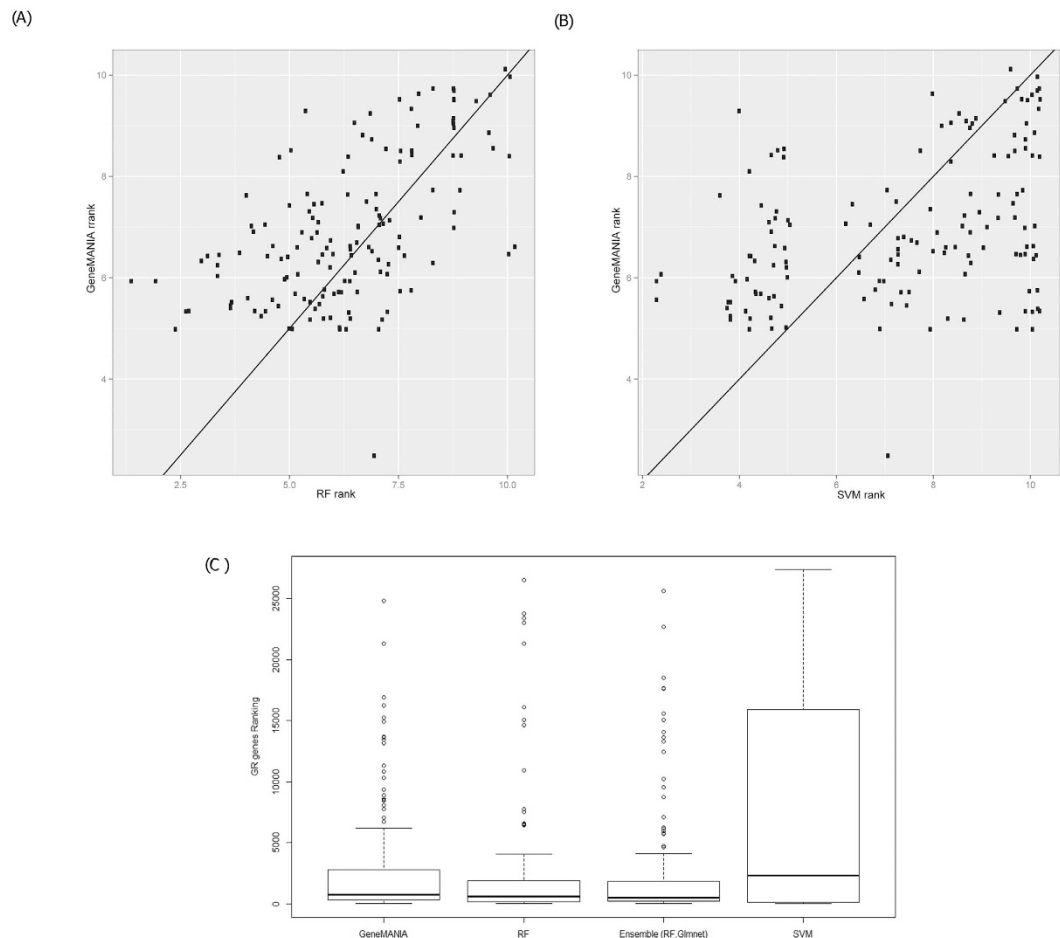 (A)
10
8
6
4
GeneMANIA rrank
2.5
5.0
7.5
10.0
RF rank
(B)
10
8
6
4
GeneMANIA rank
2
4
6
8
10
SVM rank
(C )
25000
20000
15000
10000
5000
0
GR genes Ranking
GeneMANIA
RF
Ensemble (RF.Glmnet)
SVM